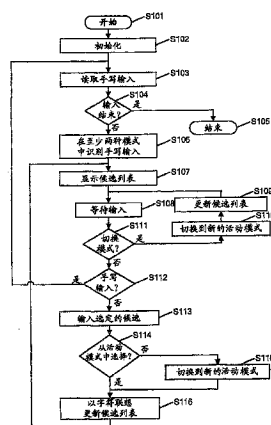 S101
开始
S102
初始化
S103
读取手写输入
S104
输入
结束？
是
否
S105
结束
S106
在至少两种模式
中识别手写输入
S107
显示候选列表
S108
等待输入
S109
更新候选列表
S110
切换到新的活动模式
S111
切换
模式？
是
否
S112
手写
输入？
是
否
S113
输入选定的候选
S114
从活动
模式中选择？
否
是
S115
切换到新的活动模式
S116
以字符联想
更新候选列表